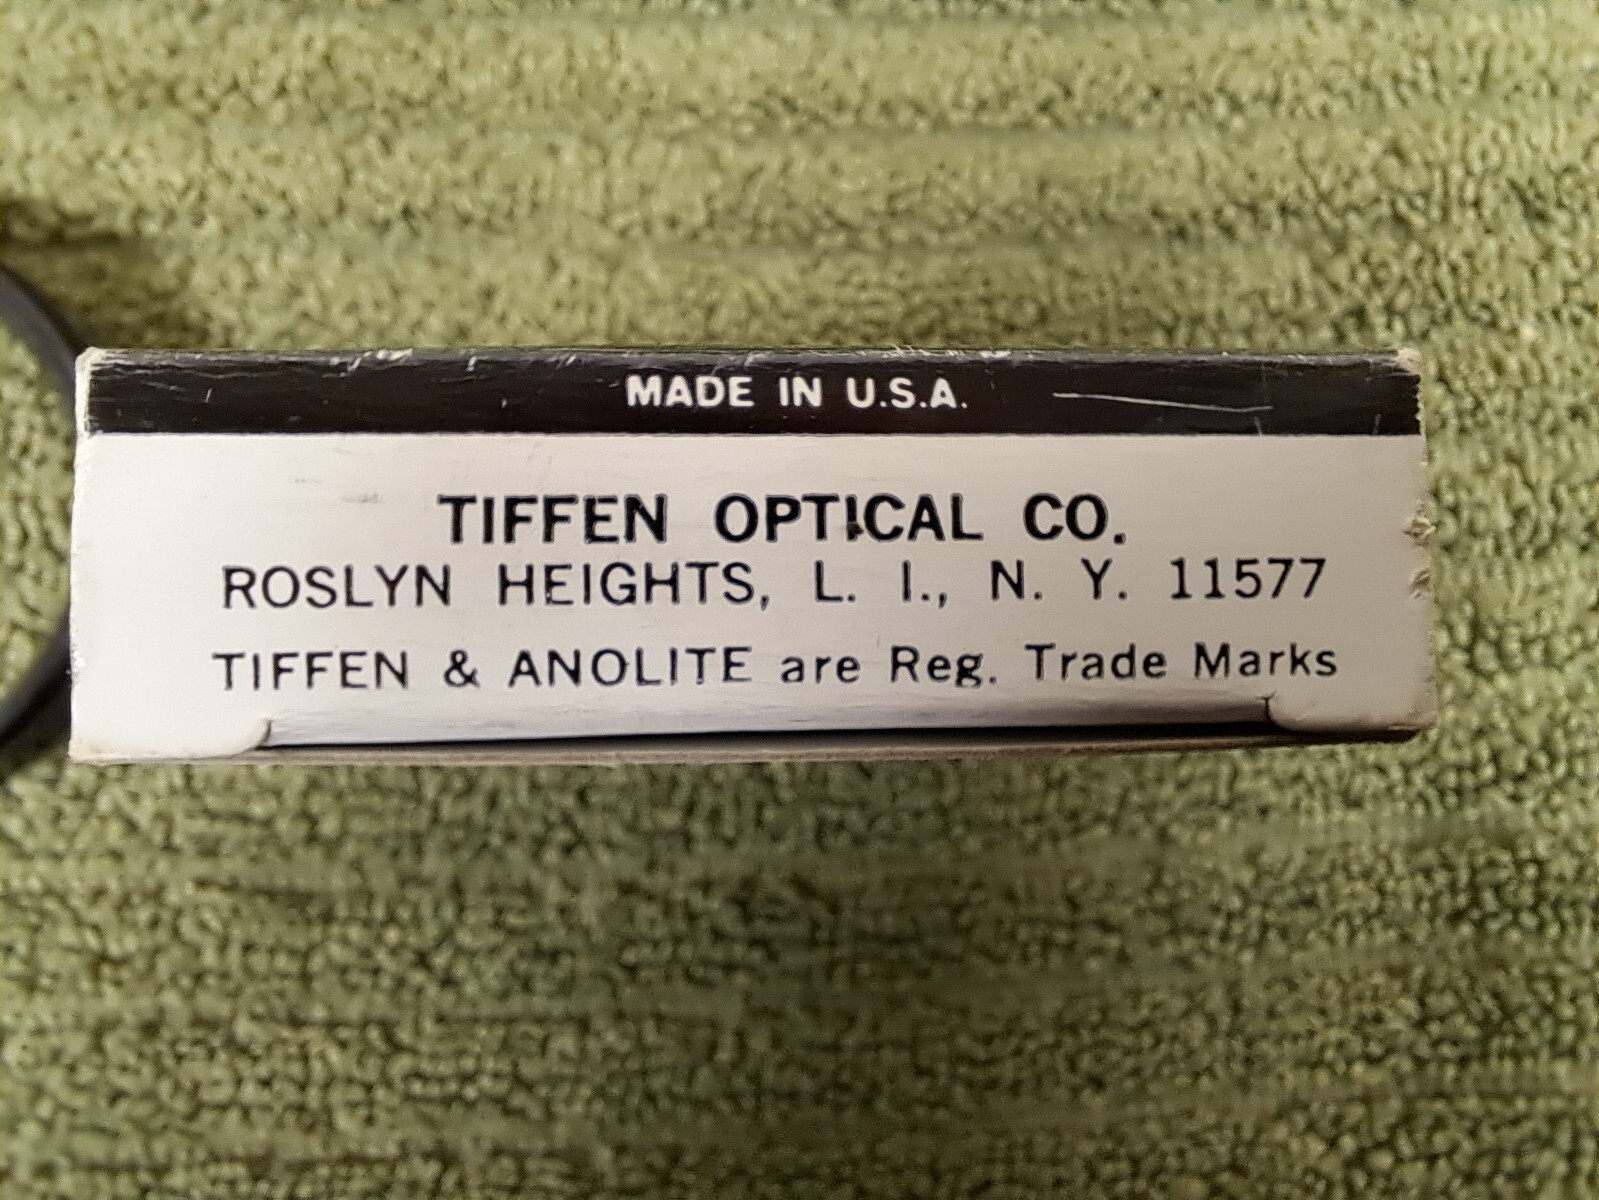 MADE IN U.S.A.
TIFFEN OPTICAL CO.
ROSLYN HEIGHTS, L. I., N. Y. 11577
TIFFEN & ANOLITE are Reg. Trade Marks